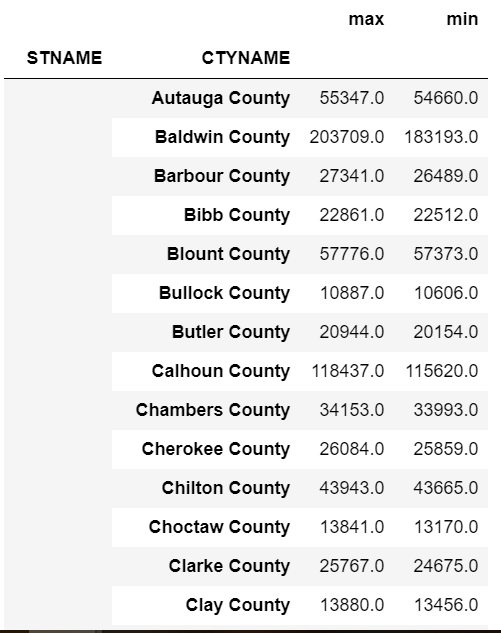 max min
STNAME CTYNAME
Autauga County 55347.0 54660.0
Baldwin County 203709.0 183193.0
Barbour County 27341.0 26489.0
Bibb County 22861.0 22512.0
Blount County 57776.0 57373.0
Bullock County 10887.0 10606.0
Butler County 20944.0 20154.0
Calhoun County 118437.0 115620.0
Chambers County 34153.0 33993.0
Cherokee County 26084.0 25859.0
Chilton County 43943.0 43665.0
Choctaw County 13841.0 13170.0
Clarke County 25767.0 24675.0
Clay County 13880.0 13456.0